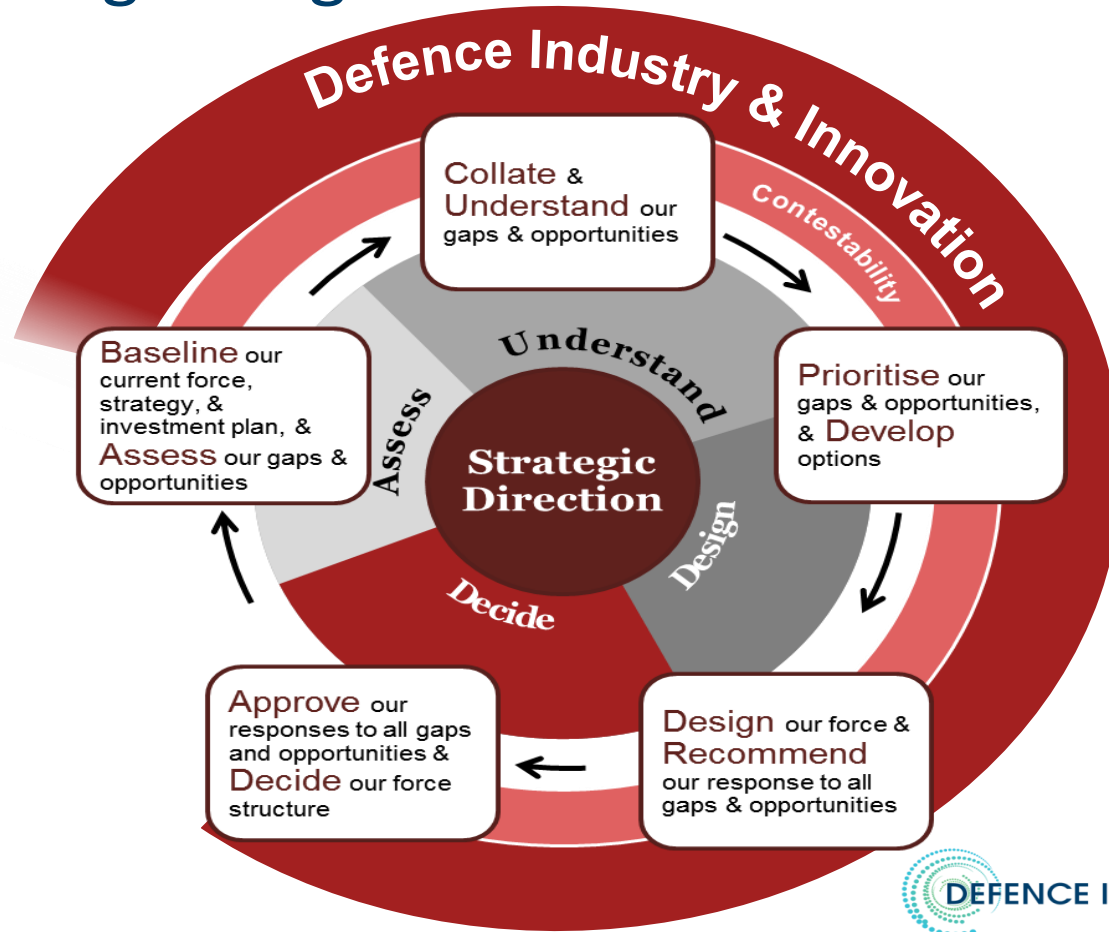 Defence Industry & Innovation
Contestability
Collate &
Understand our
gaps & opportunities
Baseline our
current force,
strategy, &
investment plan, &
Assess our gaps &
opportunities
Prioritise our
gaps & opportunities,
& Develop
options
Understand
Assess
Strategic
Direction
Design
Decide
Approve our
responses to all gaps
and opportunities &
Decide our force
structure
Design our force &
Recommend
our response to all
gaps & opportunities
DEFENCE I